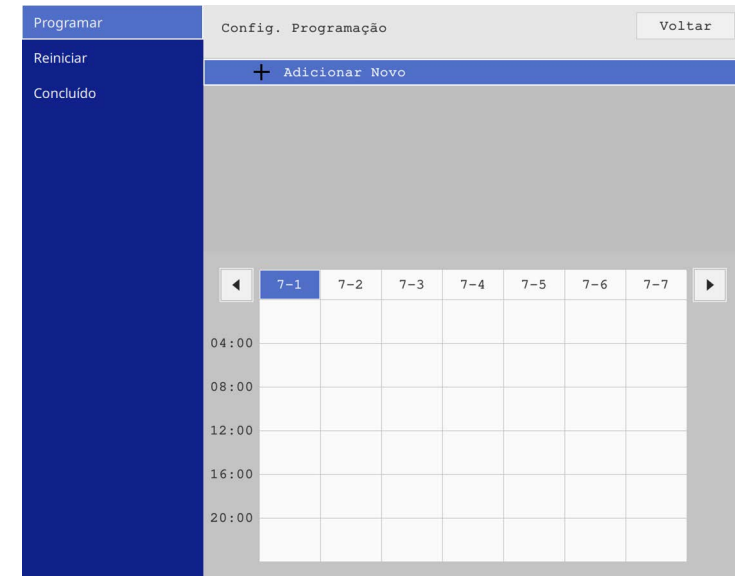 Programar
Reiniciar
Concluído
Config. Programação
Voltar
+ Adicionar Novo
7-1 7-2 7-3 7-4 7-5 7-6 7-7
04:00
08:00
12:00
16:00
20:00